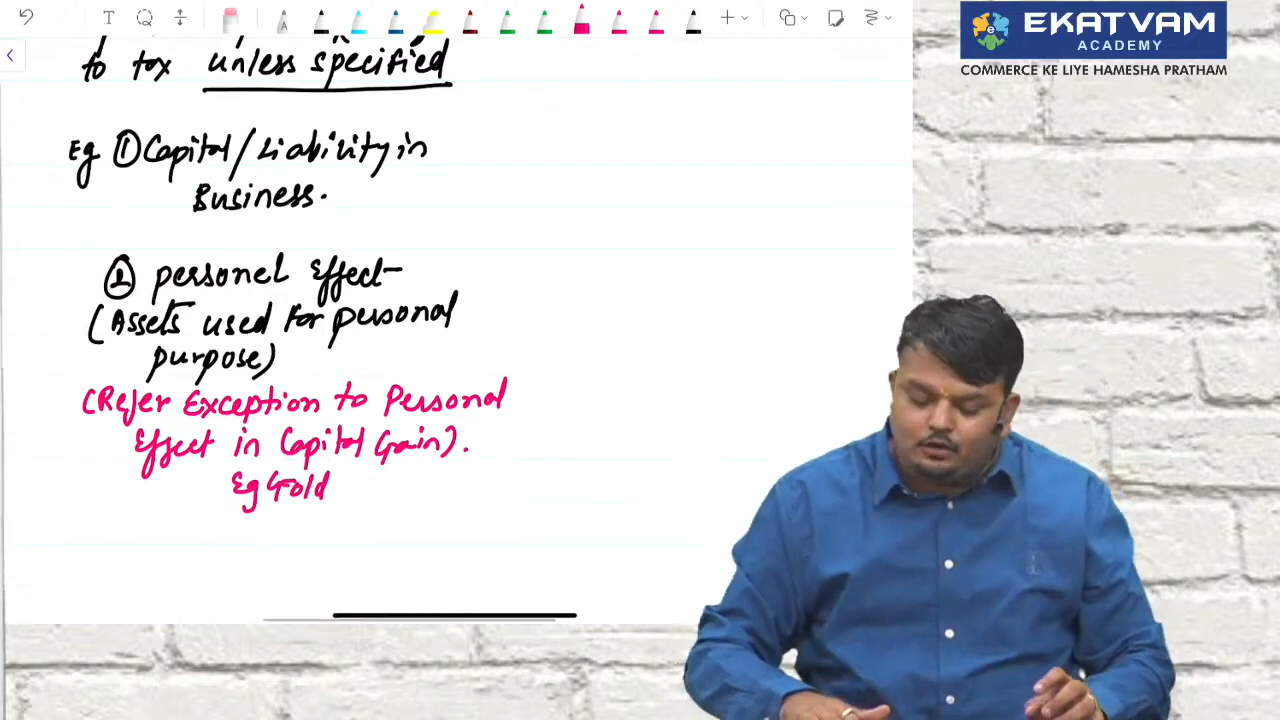 EKATVAM
ACADEMY
COMMERCE KE LIYE HAMESHA PRATHAM
to tax unless specified
Eg ① Capital/Liability in
Business.
② personel Effect
(Assets used for personal
purpose)
(Refer Exception to Personal
Effect in Capital Gain).
Eg Gold